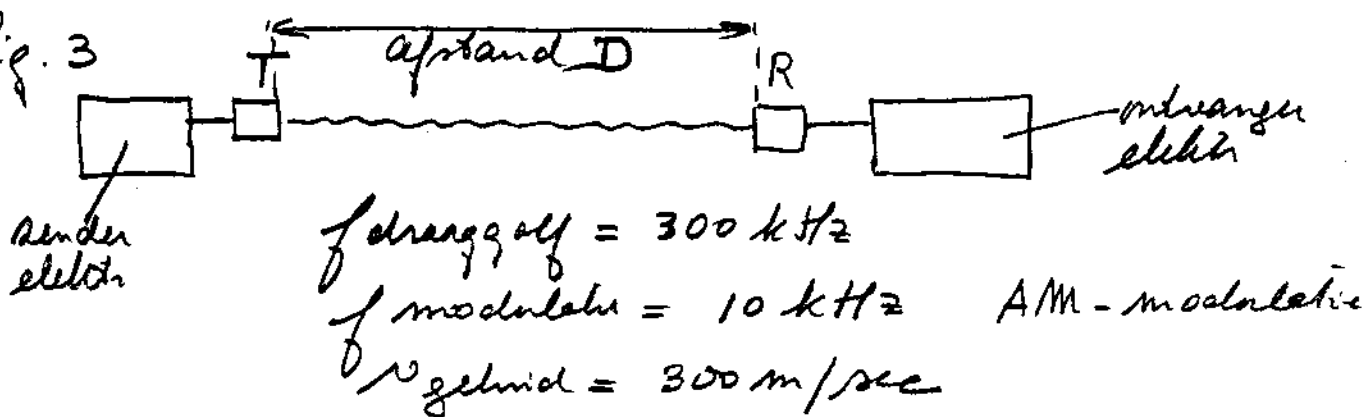 fig. 3
afstand D
T
R
zender
elektr
ontvanger
elektr
f draaggolf = 300 kHz
f modulatie = 10 kHz AM-modulatie
v geluid = 300 m/sec